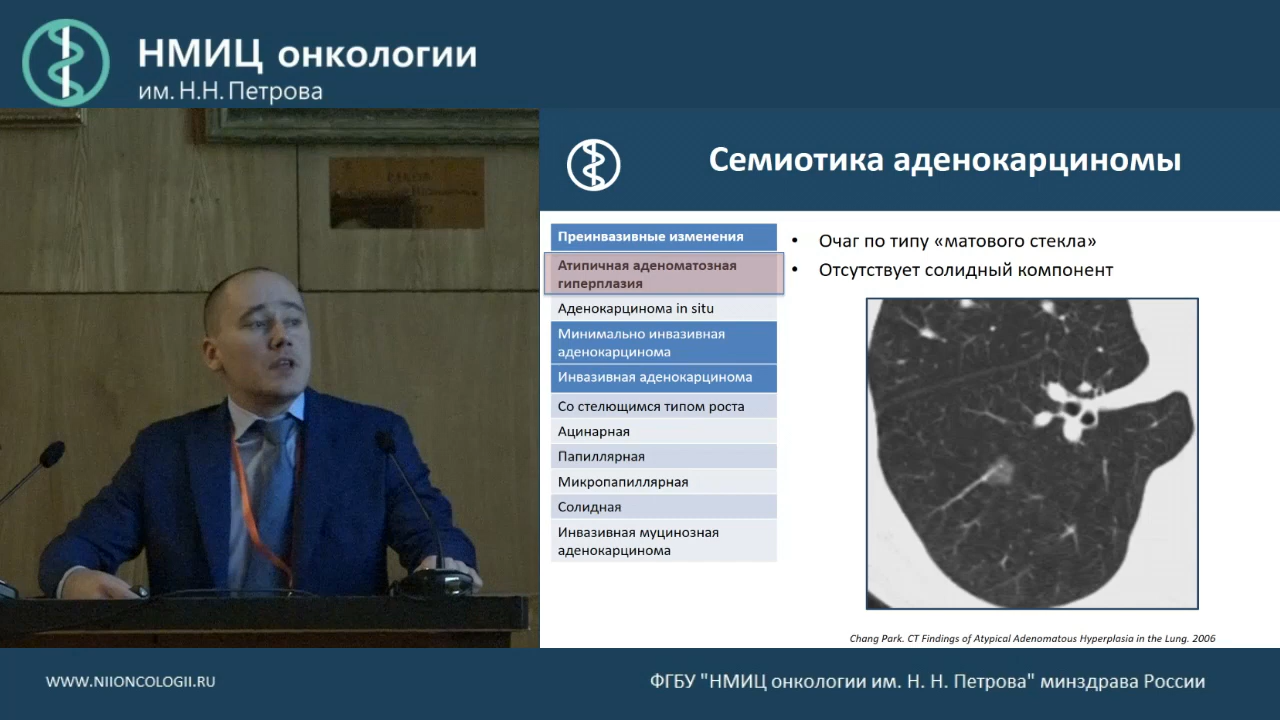 НМИЦ онкологии
им. Н.Н. Петрова
Семиотика аденокарциномы
Преинвазивные изменения
Атипичная аденоматозная
гиперплазия
Аденокарцинома in situ
Минимально инвазивная
аденокарцинома
Инвазивная аденокарцинома
Со стелющимся типом роста
Ацинарная
Папиллярная
Микропапиллярная
Солидная
Инвазивная муцинозная
аденокарцинома
• Очаг по типу «матового стекла»
• Отсутствует солидный компонент
Chang Park. CT Findings of Atypical Adenomatous Hyperplasia in the Lung. 2006
WWW.NIIONCOLOGII.RU
ФГБУ "НМИЦ онкологии им. Н. Н. Петрова" минздрава России